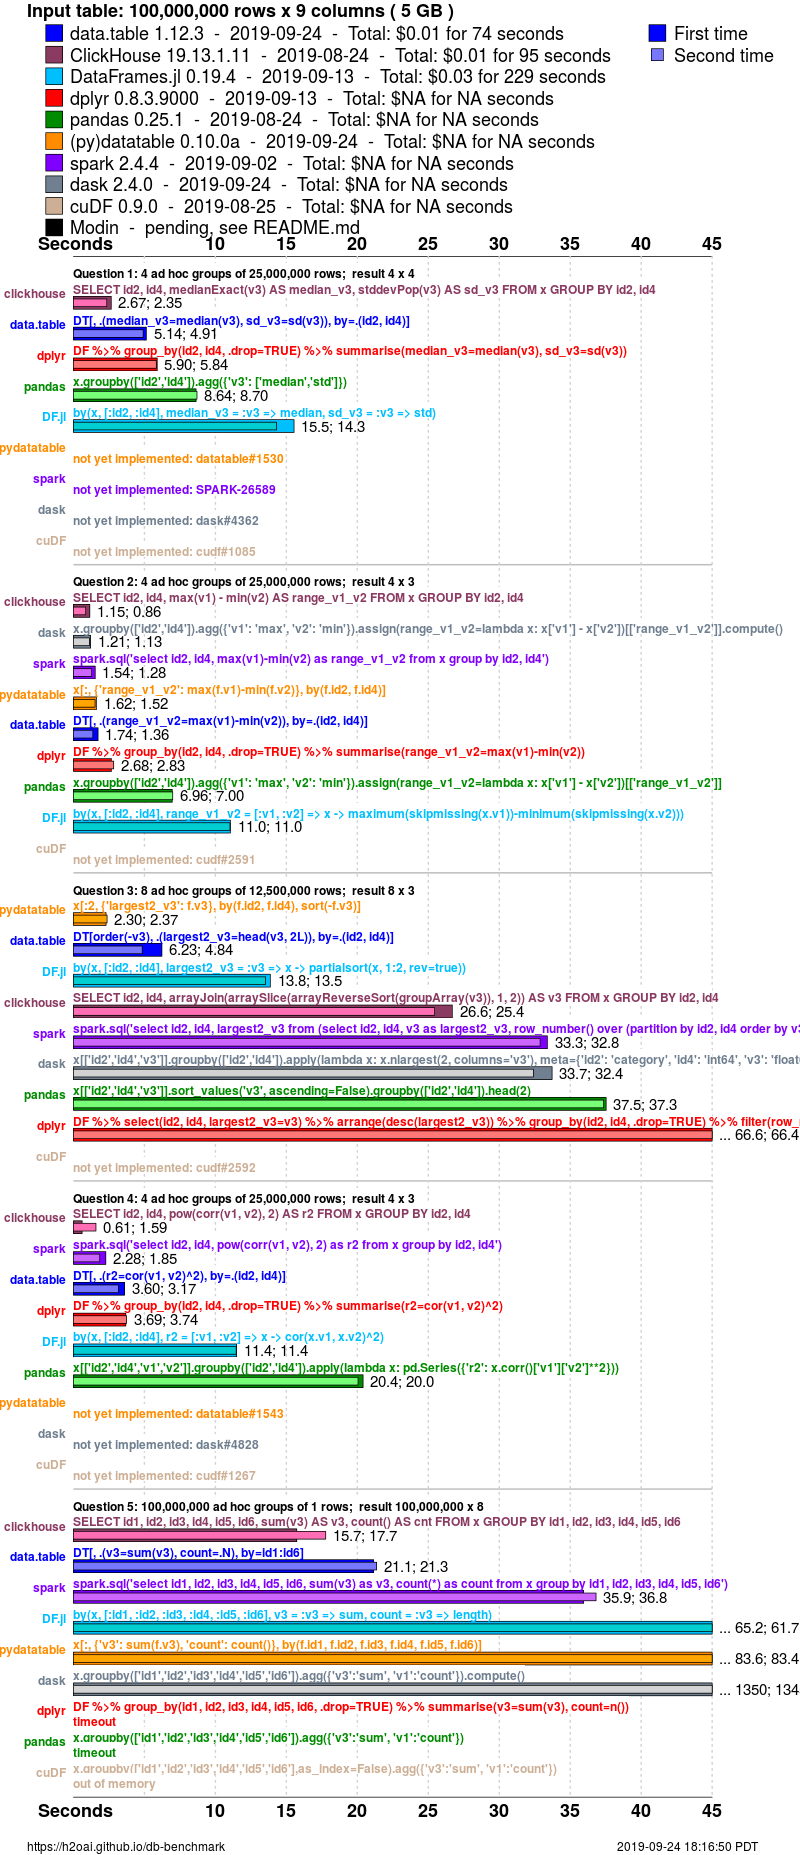 Input table: 100,000,000 rows x 9 columns ( 5 GB )
data.table 1.12.3 - 2019-09-24 - Total: $0.01 for 74 seconds
First time
ClickHouse 19.13.1.11 - 2019-08-24 - Total: $0.01 for 95 seconds
Second time
DataFrames.jl 0.19.4 - 2019-09-13 - Total: $0.03 for 229 seconds
dplyr 0.8.3.9000 - 2019-09-13 - Total: $NA for NA seconds
pandas 0.25.1 - 2019-08-24 - Total: $NA for NA seconds
(py)datatable 0.10.0a - 2019-09-24 - Total: $NA for NA seconds
spark 2.4.4 - 2019-09-02 - Total: $NA for NA seconds
dask 2.4.0 - 2019-09-24 - Total: $NA for NA seconds
cuDF 0.9.0 - 2019-08-25 - Total: $NA for NA seconds
Modin - pending, see README.md
Seconds 10 15 20 25 30 35 40 45
Question 1: 4 ad hoc groups of 25,000,000 rows; result 4 x 4
SELECT id2, id4, medianExact(v3) AS median_v3, stddevPop(v3) AS sd_v3 FROM x GROUP BY id2, id4
clickhouse 2.67; 2.35
DT[, .(median_v3=median(v3), sd_v3=sd(v3)), by=.(id2, id4)]
data.table 5.14; 4.91
DF %>% group_by(id2, id4, .drop=TRUE) %>% summarise(median_v3=median(v3), sd_v3=sd(v3))
dplyr 5.90; 5.84
x.groupby(['id2','id4']).agg({'v3': ['median','std']})
pandas 8.64; 8.70
by(x, [:id2, :id4], median_v3 = :v3 => median, sd_v3 = :v3 => std)
DF.jl 15.5; 14.3
pydatatable
not yet implemented: datatable#1530
spark
not yet implemented: SPARK-26589
dask
not yet implemented: dask#4362
cuDF
not yet implemented: cudf#1085
Question 2: 4 ad hoc groups of 25,000,000 rows; result 4 x 3
SELECT id2, id4, max(v1) - min(v2) AS range_v1_v2 FROM x GROUP BY id2, id4
clickhouse 1.15; 0.86
x.groupby(['id2','id4']).agg({'v1': 'max', 'v2': 'min'}).assign(range_v1_v2=lambda x: x['v1'] - x['v2'])[['range_v1_v2']].compute()
dask 1.21; 1.13
spark.sql('select id2, id4, max(v1)-min(v2) as range_v1_v2 from x group by id2, id4')
spark 1.54; 1.28
x[:, {'range_v1_v2': max(f.v1)-min(f.v2)}, by(f.id2, f.id4)]
pydatatable 1.62; 1.52
DT[, .(range_v1_v2=max(v1)-min(v2)), by=.(id2, id4)]
data.table 1.74; 1.36
DF %>% group_by(id2, id4, .drop=TRUE) %>% summarise(range_v1_v2=max(v1)-min(v2))
dplyr 2.68; 2.83
x.groupby(['id2','id4']).agg({'v1': 'max', 'v2': 'min'}).assign(range_v1_v2=lambda x: x['v1'] - x['v2'])[['range_v1_v2']]
pandas 6.96; 7.00
by(x, [:id2, :id4], range_v1_v2 = [:v1, :v2] => x -> maximum(skipmissing(x.v1))-minimum(skipmissing(x.v2)))
DF.jl 11.0; 11.0
cuDF
not yet implemented: cudf#2591
Question 3: 8 ad hoc groups of 12,500,000 rows; result 8 x 3
x[:2, {'largest2_v3': f.v3}, by(f.id2, f.id4), sort(-f.v3)]
pydatatable 2.30; 2.37
DT[order(-v3), .(largest2_v3=head(v3, 2L)), by=.(id2, id4)]
data.table 6.23; 4.84
by(x, [:id2, :id4], largest2_v3 = :v3 => x -> partialsort(x, 1:2, rev=true))
DF.jl 13.8; 13.5
SELECT id2, id4, arrayJoin(arraySlice(arrayReverseSort(groupArray(v3)), 1, 2)) AS v3 FROM x GROUP BY id2, id4
clickhouse 26.6; 25.4
spark.sql('select id2, id4, largest2_v3 from (select id2, id4, v3 as largest2_v3, row_number() over (partition by id2, id4 order by v3
spark 33.3; 32.8
x[['id2','id4','v3']].groupby(['id2','id4']).apply(lambda x: x.nlargest(2, columns='v3'), meta={'id2': 'category', 'id4': 'int64', 'v3': 'float
dask 33.7; 32.4
x[['id2','id4','v3']].sort_values('v3', ascending=False).groupby(['id2','id4']).head(2)
pandas 37.5; 37.3
DF %>% select(id2, id4, largest2_v3=v3) %>% arrange(desc(largest2_v3)) %>% group_by(id2, id4, .drop=TRUE) %>% filter(row_
dplyr ... 66.6; 66.4
cuDF
not yet implemented: cudf#2592
Question 4: 4 ad hoc groups of 25,000,000 rows; result 4 x 3
SELECT id2, id4, pow(corr(v1, v2), 2) AS r2 FROM x GROUP BY id2, id4
clickhouse 0.61; 1.59
spark.sql('select id2, id4, pow(corr(v1, v2), 2) as r2 from x group by id2, id4')
spark 2.28; 1.85
DT[, .(r2=cor(v1, v2)^2), by=.(id2, id4)]
data.table 3.60; 3.17
DF %>% group_by(id2, id4, .drop=TRUE) %>% summarise(r2=cor(v1, v2)^2)
dplyr 3.69; 3.74
by(x, [:id2, :id4], r2 = [:v1, :v2] => x -> cor(x.v1, x.v2)^2)
DF.jl 11.4; 11.4
x[['id2','id4','v1','v2']].groupby(['id2','id4']).apply(lambda x: pd.Series({'r2': x.corr()['v1']['v2']**2}))
pandas 20.4; 20.0
pydatatable
not yet implemented: datatable#1543
dask
not yet implemented: dask#4828
cuDF
not yet implemented: cudf#1267
Question 5: 100,000,000 ad hoc groups of 1 rows; result 100,000,000 x 8
SELECT id1, id2, id3, id4, id5, id6, sum(v3) AS v3, count() AS cnt FROM x GROUP BY id1, id2, id3, id4, id5, id6
clickhouse 15.7; 17.7
DT[, .(v3=sum(v3), count=.N), by=id1:id6]
data.table 21.1; 21.3
spark.sql('select id1, id2, id3, id4, id5, id6, sum(v3) as v3, count(*) as count from x group by id1, id2, id3, id4, id5, id6')
spark 35.9; 36.8
by(x, [:id1, :id2, :id3, :id4, :id5, :id6], v3 = :v3 => sum, count = :v3 => length)
DF.jl ... 65.2; 61.7
x[:, {'v3': sum(f.v3), 'count': count()}, by(f.id1, f.id2, f.id3, f.id4, f.id5, f.id6)]
pydatatable ... 83.6; 83.4
x.groupby(['id1','id2','id3','id4','id5','id6']).agg({'v3':'sum', 'v1':'count'}).compute()
dask ... 1350; 134
DF %>% group_by(id1, id2, id3, id4, id5, id6, .drop=TRUE) %>% summarise(v3=sum(v3), count=n())
dplyr timeout
x.groupby(['id1','id2','id3','id4','id5','id6']).agg({'v3':'sum', 'v1':'count'})
pandas timeout
x.groupby(['id1','id2','id3','id4','id5','id6'],as_index=False).agg({'v3':'sum', 'v1':'count'})
cuDF out of memory
Seconds 10 15 20 25 30 35 40 45
https://h2oai.github.io/db-benchmark
2019-09-24 18:16:50 PDT